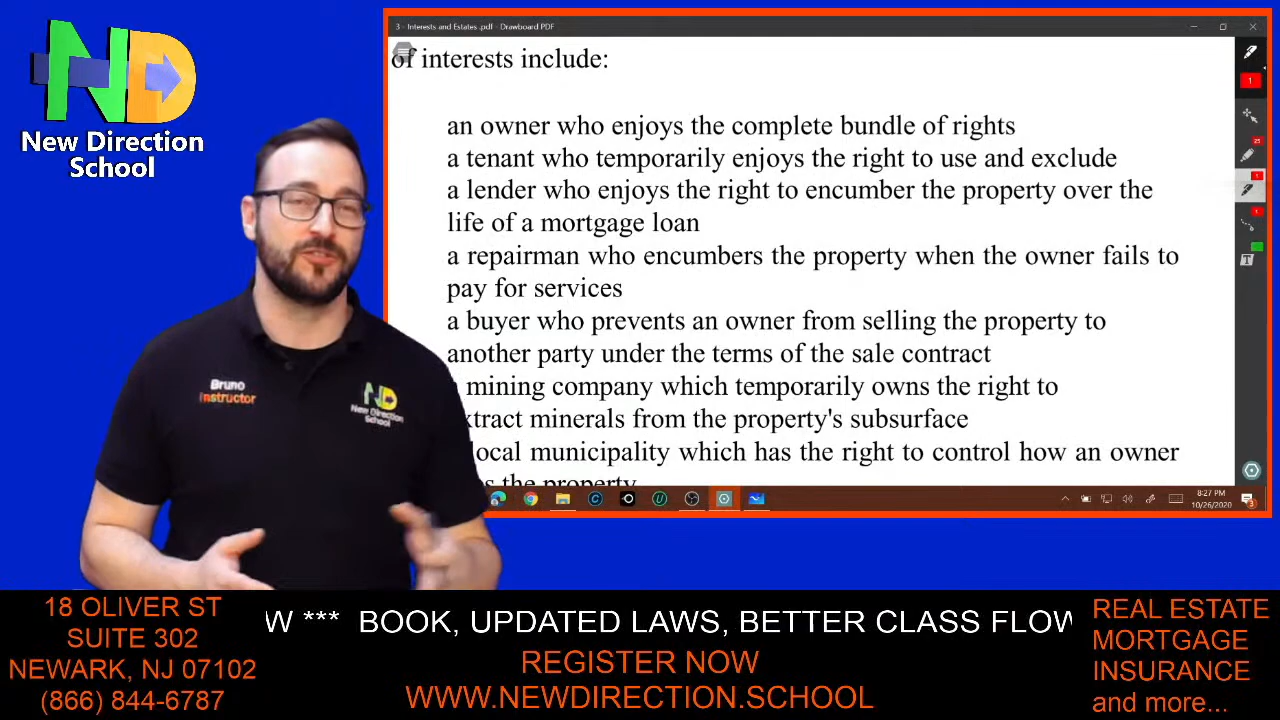 ND
New Direction
School
3 - Interests and Estates .pdf - Drawboard PDF
of interests include:
an owner who enjoys the complete bundle of rights
a tenant who temporarily enjoys the right to use and exclude
a lender who enjoys the right to encumber the property over the
life of a mortgage loan
a repairman who encumbers the property when the owner fails to
pay for services
a buyer who prevents an owner from selling the property to
another party under the terms of the sale contract
mining company which temporarily owns the right to
xtract minerals from the property's subsurface
local municipality which has the right to control how an owner
the property
8:27 PM
10/26/2020
Bruno
Instructor
ND
New Direction
School
18 OLIVER ST
SUITE 302
NEWARK, NJ 07102
(866) 844-6787
W *** BOOK, UPDATED LAWS, BETTER CLASS FLOW
REGISTER NOW
WWW.NEWDIRECTION.SCHOOL
REAL ESTATE
MORTGAGE
INSURANCE
and more...